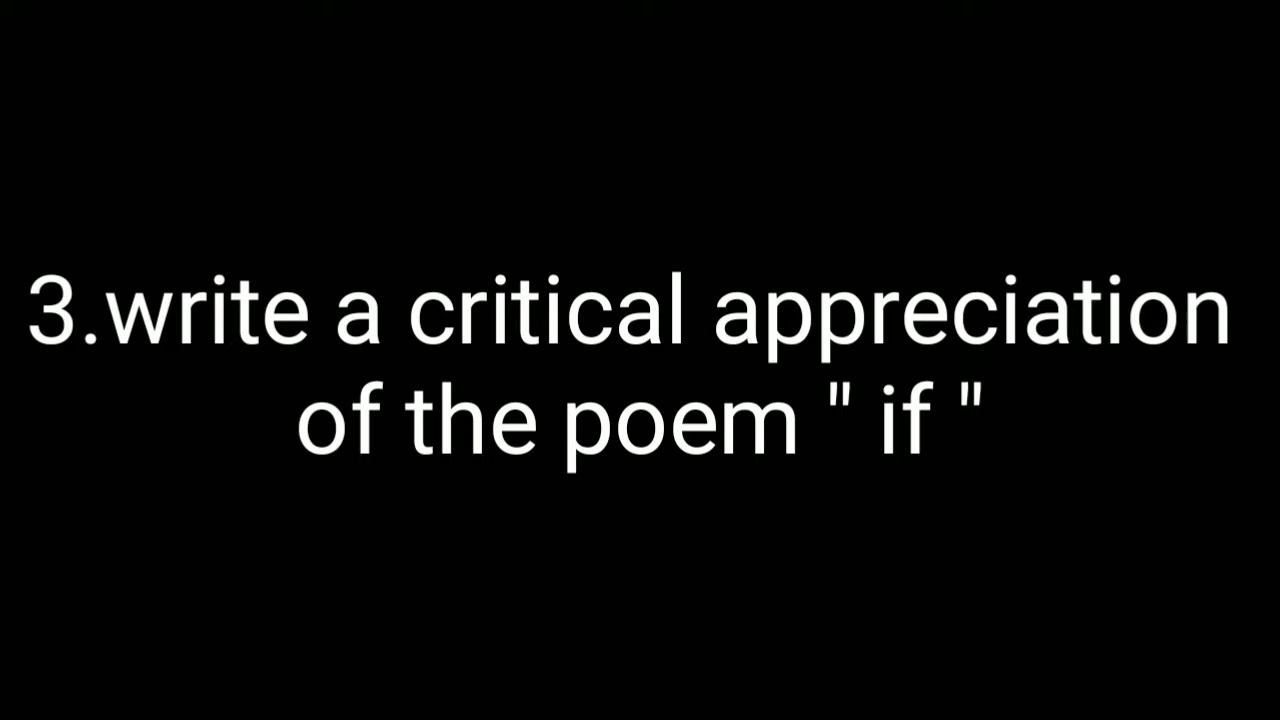 3.write a critical appreciation
of the poem " if "